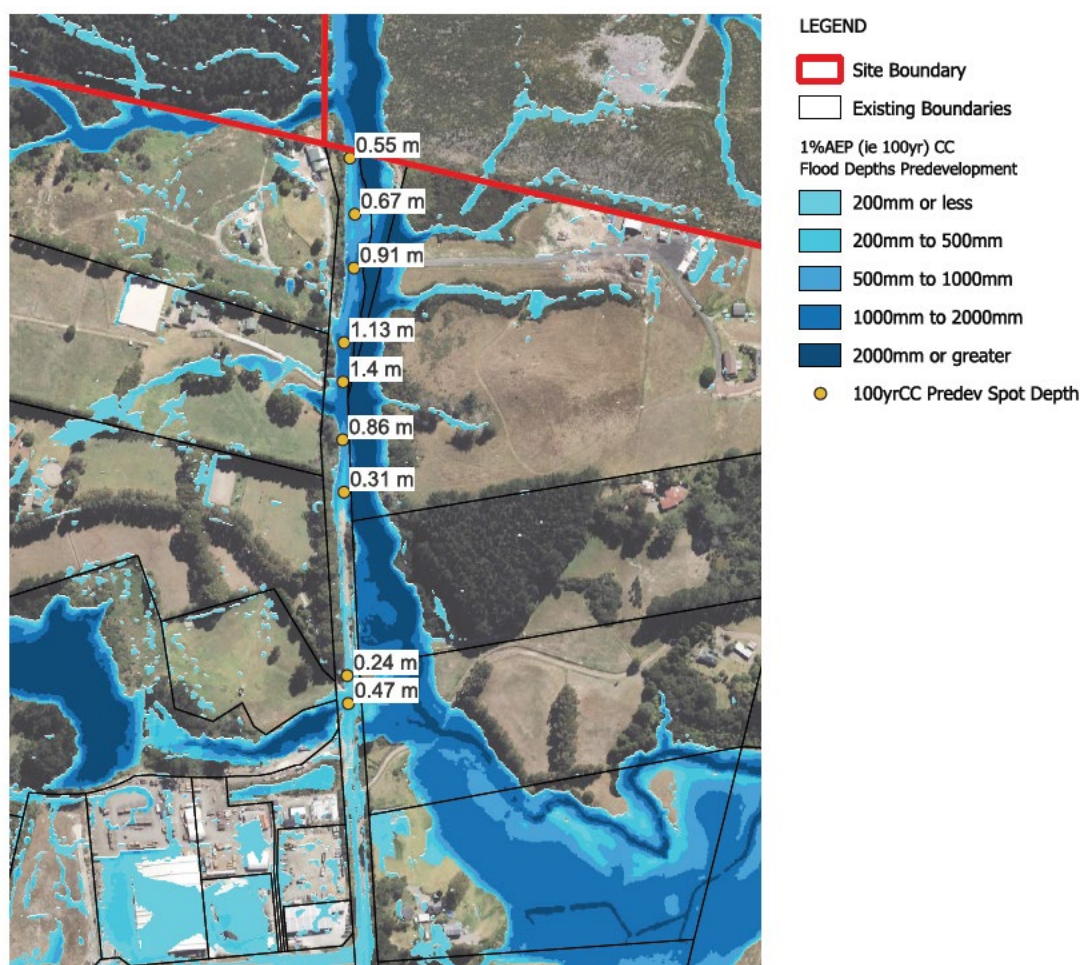 0.55 m
0.67 m
0.91 m
1.13 m
1.4 m
0.86 m
0.31 m
0.24 m
0.47 m
LEGEND
Site Boundary
Existing Boundaries
1%AEP (ie 100yr) CC
Flood Depths Predevelopment
200mm or less
200mm to 500mm
500mm to 1000mm
1000mm to 2000mm
2000mm or greater
100yrCC Predev Spot Depth